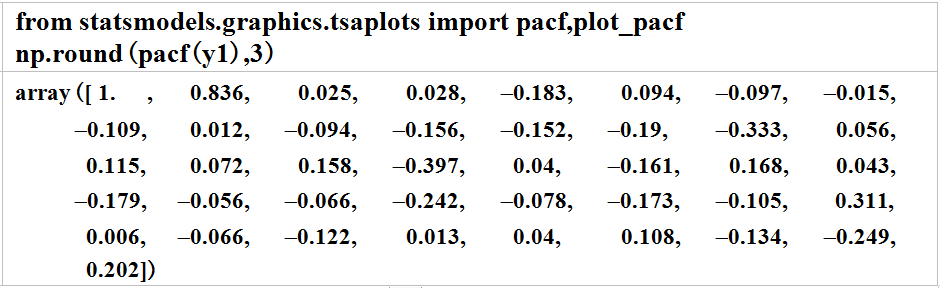 from statsmodels.graphics.tsaplots import pacf,plot_pacf
np.round(pacf(y1),3)
array([ 1. , 0.836, 0.025, 0.028, –0.183, 0.094, –0.097, –0.015,
–0.109, 0.012, –0.094, –0.156, –0.152, –0.19, –0.333, 0.056,
0.115, 0.072, 0.158, –0.397, 0.04, –0.161, 0.168, 0.043,
–0.179, –0.056, –0.066, –0.242, –0.078, –0.173, –0.105, 0.311,
0.006, –0.066, –0.122, 0.013, 0.04, 0.108, –0.134, –0.249,
0.202])